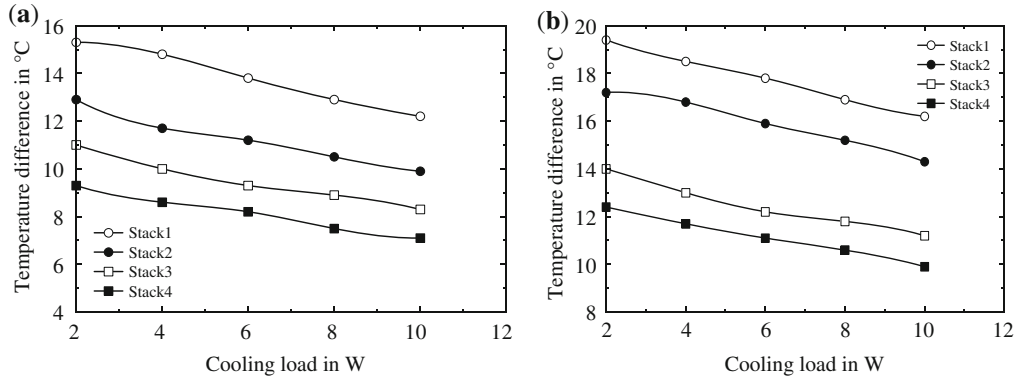 (a)
16
14
12
10
8
6
4
Temperature difference in °C
Stack1
Stack2
Stack3
Stack4
2 4 6 8 10 12
Cooling load in W
(b)
20
18
16
14
12
10
8
Temperature difference in °C
Stack1
Stack2
Stack3
Stack4
2 4 6 8 10 12
Cooling load in W